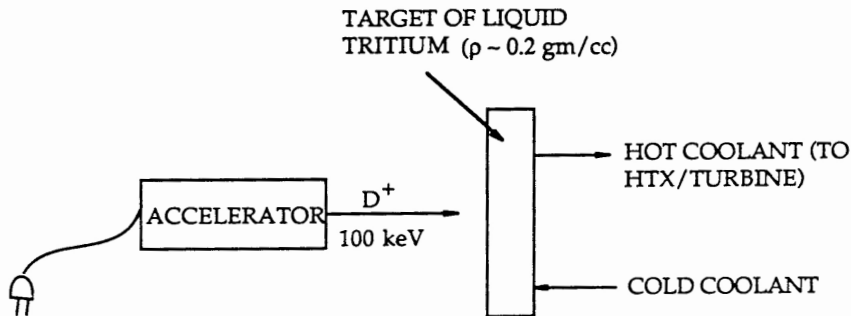 TARGET OF LIQUID
TRITIUM (ρ ~ 0.2 gm/cc)
HOT COOLANT (TO
HTX/TURBINE)
D+
ACCELERATOR
100 keV
COLD COOLANT